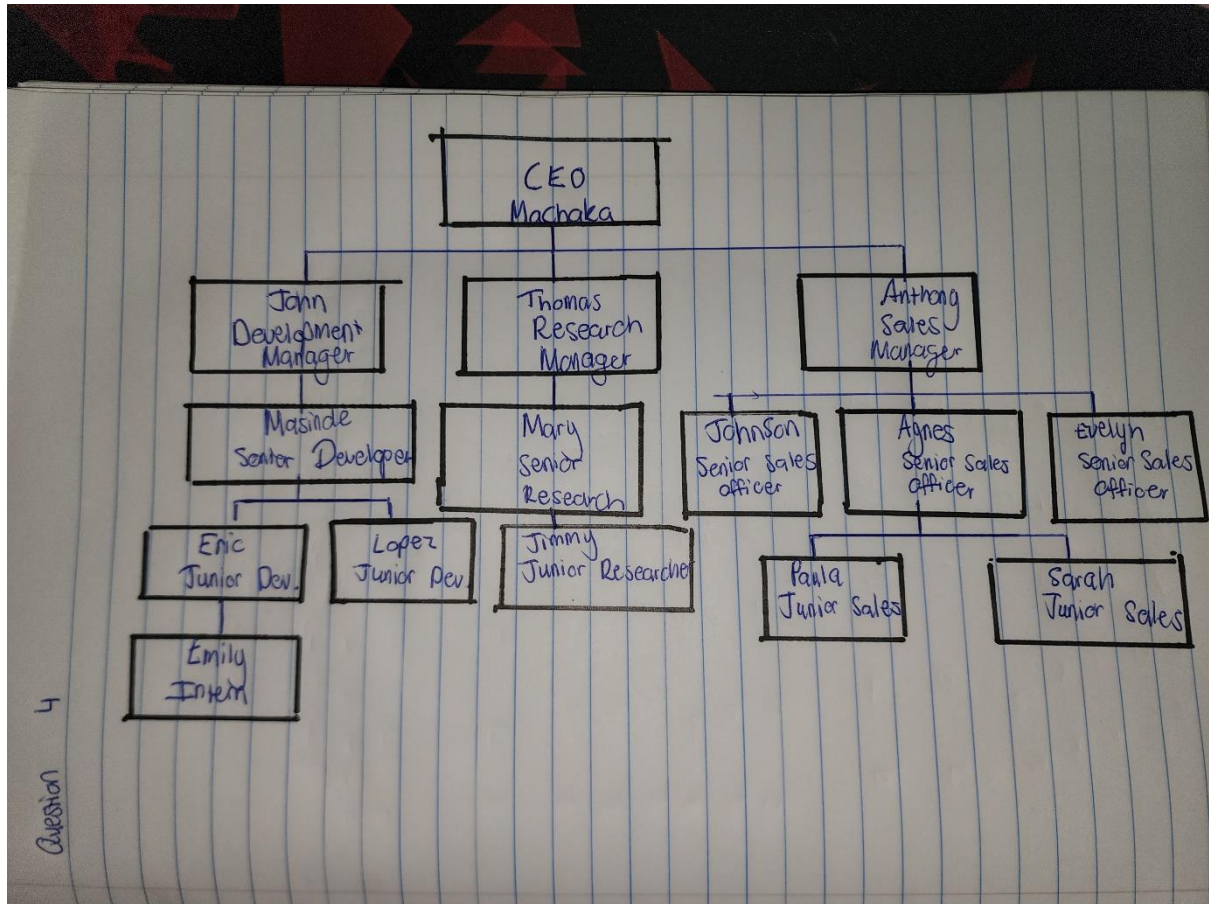 CEO
Machaka
John
Development
Manager
Thomas
Research
Manager
Anthony
Sales
Manager
Masinde
Senior Developer
Mary
Senior
Research
Johnson
Senior Sales
officer
Agnes
Senior Sales
officer
Evelyn
Senior Sales
officer
Eric
Junior Dev.
Lopez
Junior Dev.
Jimmy
Junior Researcher
Paula
Junior Sales
Sarah
Junior Sales
Emily
Intern
Question 4